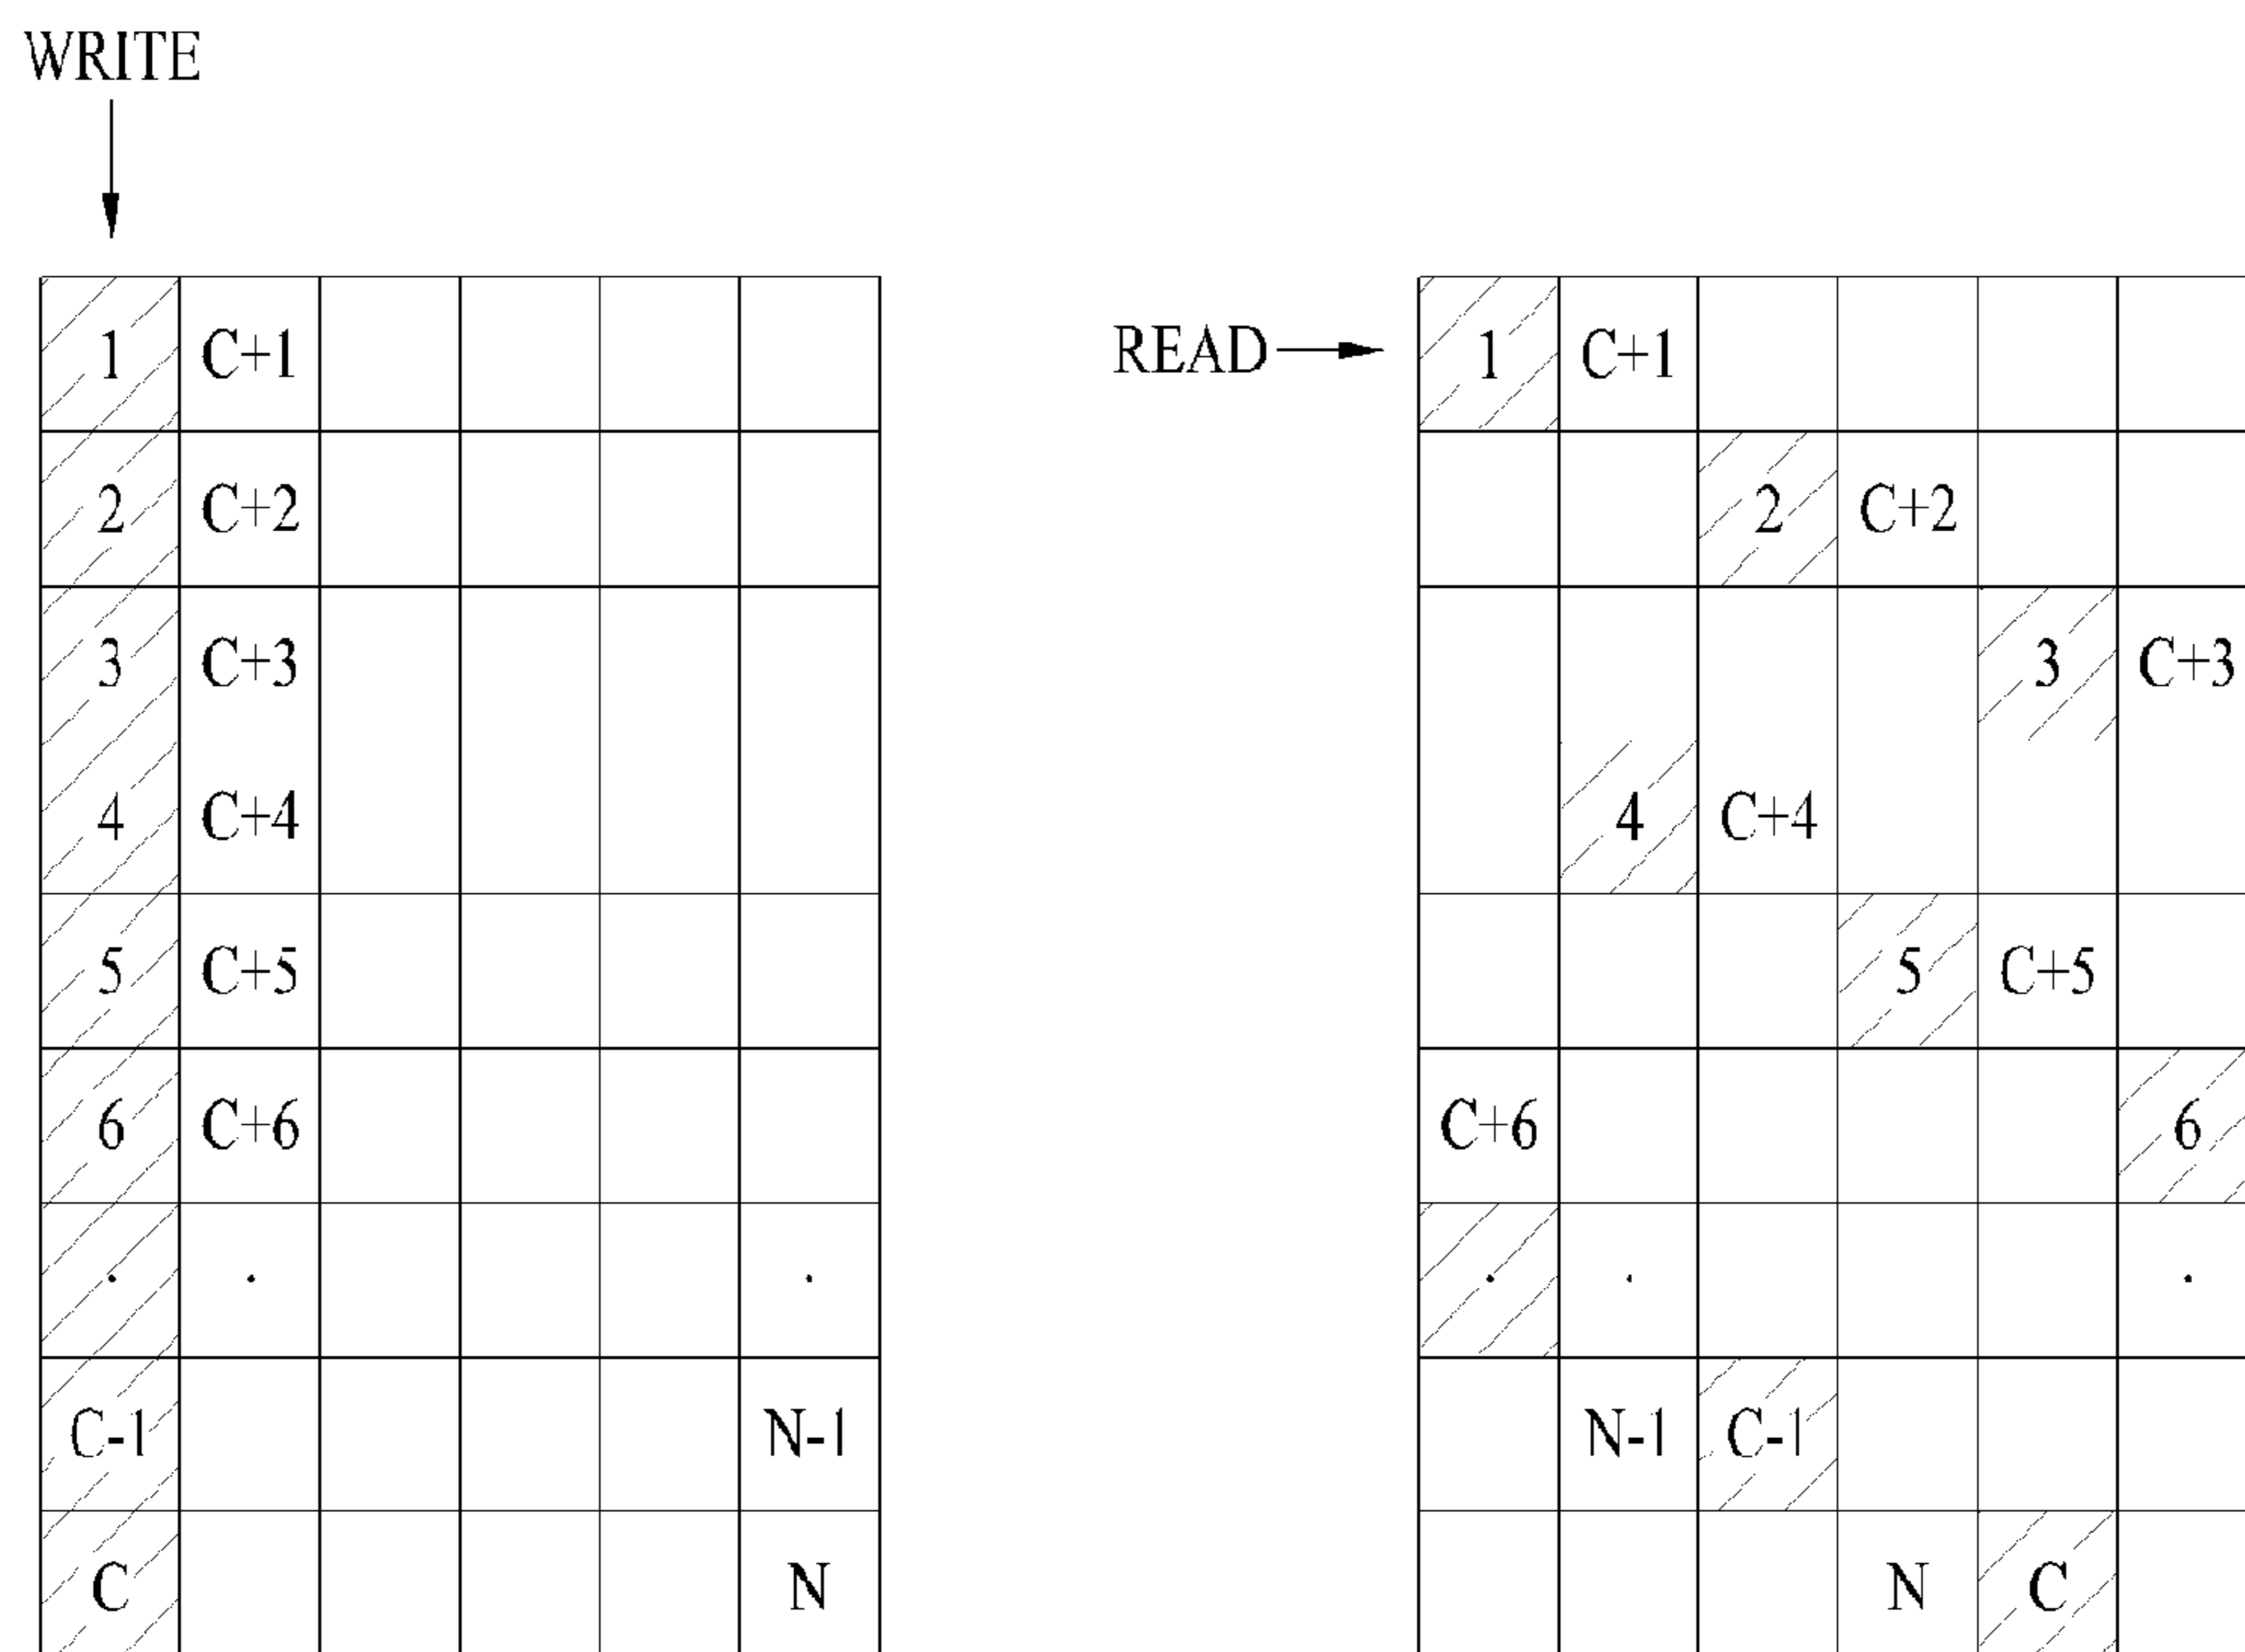 WRITE
1 C+1
2 C+2
3 C+3
4 C+4
5 C+5
6 C+6
. . .
C-1 N-1
C N
READ
1 C+1
2 C+2
3 C+3
4 C+4
5 C+5
C+6 6
. . .
N-1 C-1
N C